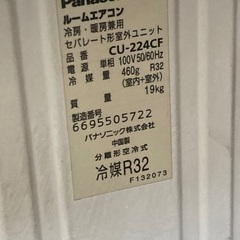 Panasonic
ルームエアコン
冷房・暖房兼用
セパレート形室外ユニット
品番 CU-224CF
電源 単相 100V 50/60Hz
冷媒 460g R32
(室内+室外)
質量 19kg
製造番号
6695505722
パナソニック株式会社
中国製
分離形空冷式
冷媒R32
F132073